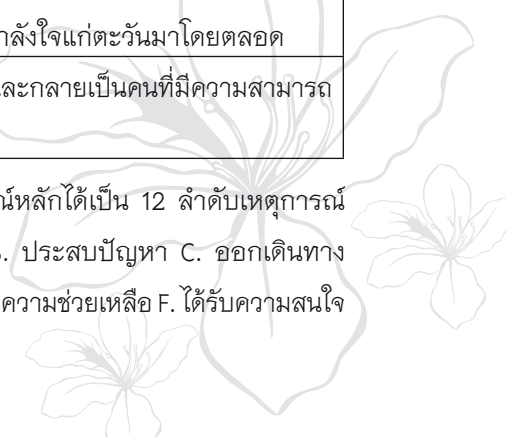 าลังใจแก่ตะวันมาโดยตลอด
ละกลายเป็นคนที่มีความสามารถ
ณ์หลักได้เป็น 12 ลำดับเหตุการณ์
. ประสบปัญหา C. ออกเดินทาง
ความช่วยเหลือ F. ได้รับความสนใจ